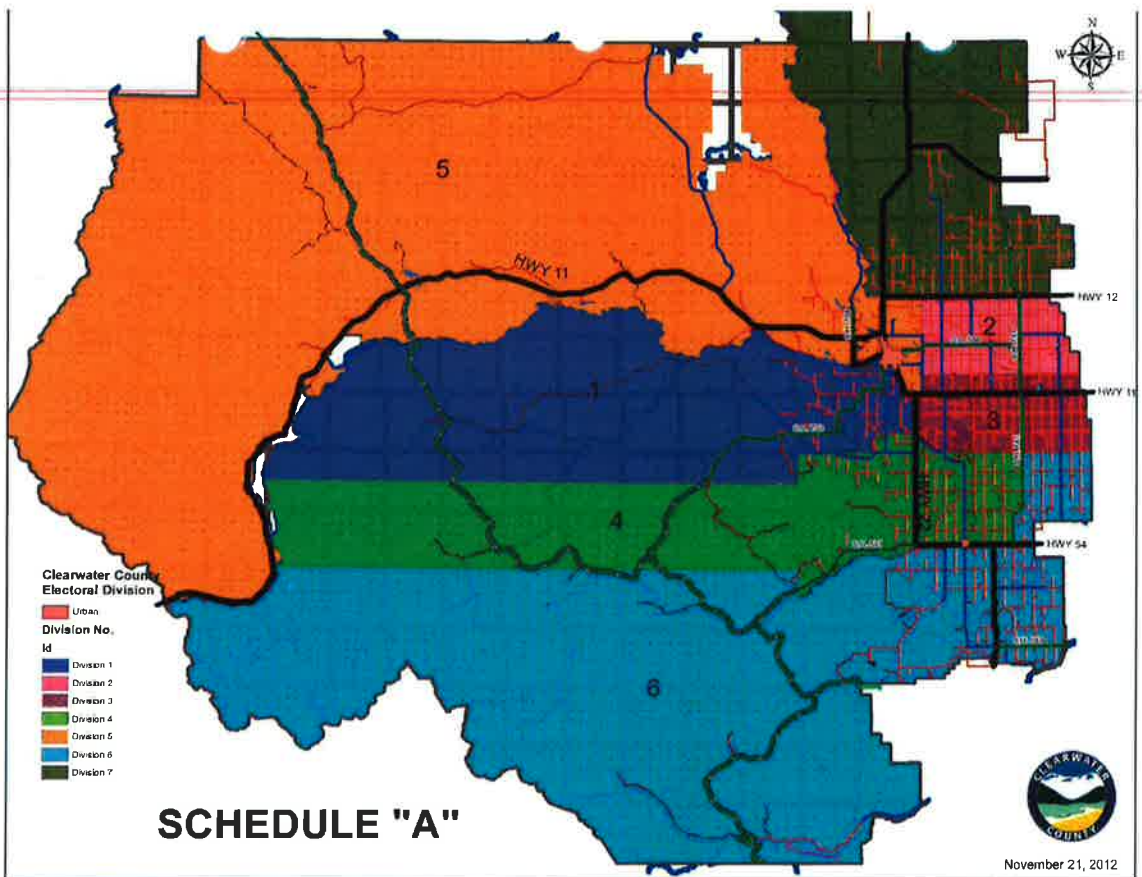 N
W E
S
7
5
HWY 11
HWY 12
2
1
HWY 11
3
4
HWY 54
6
Clearwater County
Electoral Division
Urban
Division No.
Id
Division 1
Division 2
Division 3
Division 4
Division 5
Division 6
Division 7
SCHEDULE "A"
CLEARWATER
COUNTY
November 21, 2012